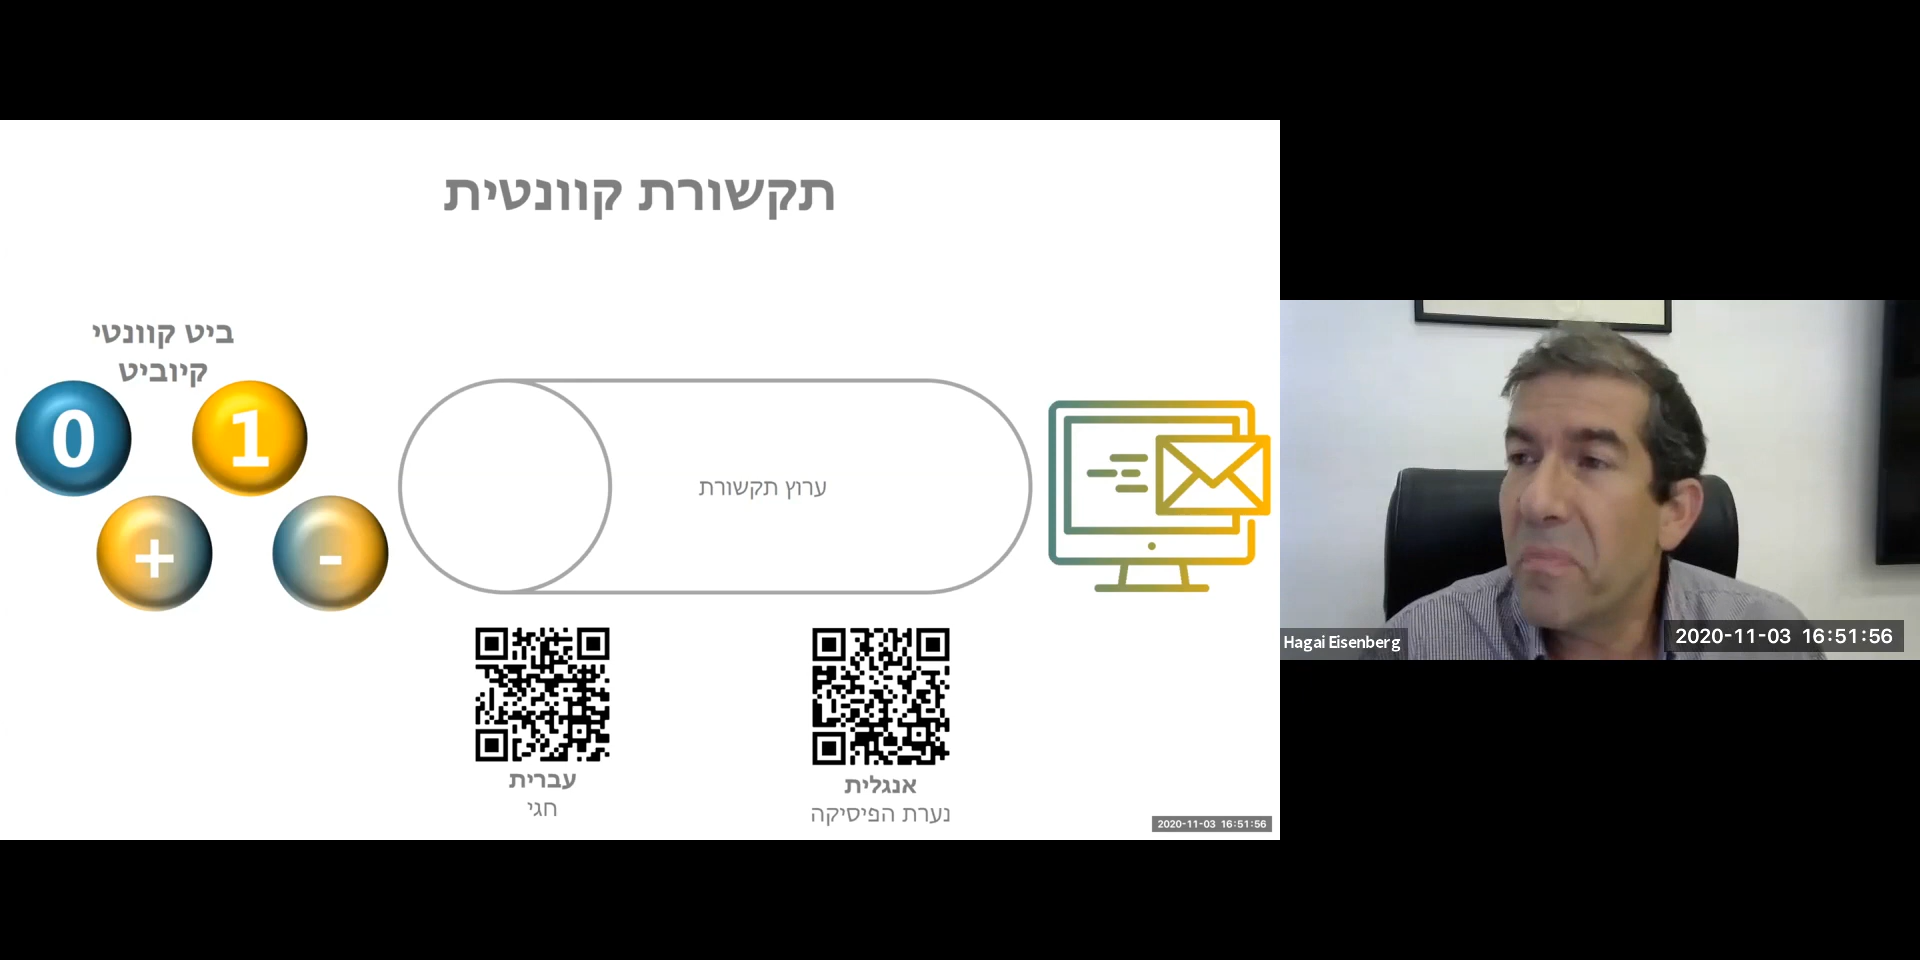 תקשורת קוונטית
ביט קוונטי
קיוביט
0
1
+
-
ערוץ תקשורת
עברית
חגי
אנגלית
נערת הפיסיקה
2020-11-03 16:51:56
Hagai Eisenberg
2020-11-03 16:51:56